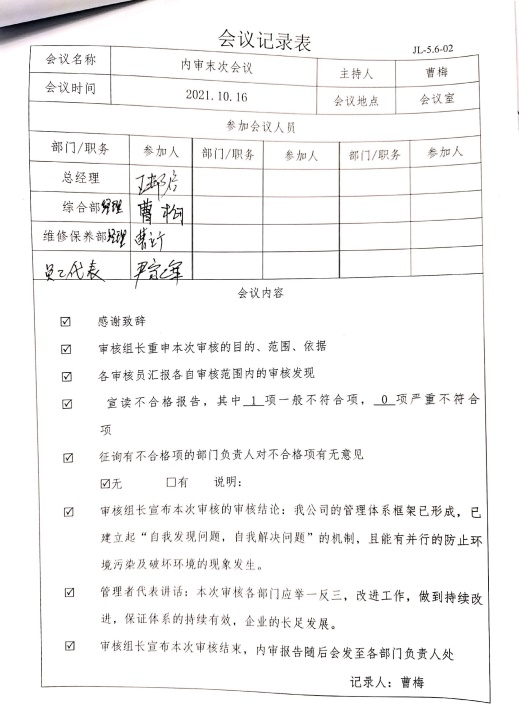 会议记录表
JL-5.6-02
会议名称 内审末次会议 主持人 曹梅
会议时间 2021.10.16 会议地点 会议室
参加会议人员
部门/职务 参加人 部门/职务 参加人 部门/职务 参加人
总经理
综合部经理 曹
维修保养部经理
员工代表
会议内容
☑ 感谢致辞
☑ 审核组长重申本次审核的目的、范围、依据
☑ 各审核员汇报各自审核范围内的审核发现
☑ 宣读不合格报告，其中 1 项一般不符合项， 0 项严重不符合
项
☑ 征询有不合格项的部门负责人对不合格项有无意见
☑无 □有 说明：
☑ 审核组长宣布本次审核的审核结论：我公司的管理体系框架已形成，已
建立起“自我发现问题，自我解决问题”的机制，且能有并行的防止环
境污染及破坏环境的现象发生。
☑ 管理者代表讲话：本次审核各部门应举一反三，改进工作，做到持续改
进，保证体系的持续有效，企业的长足发展。
☑ 审核组长宣布本次审核结束，内审报告随后会发至各部门负责人处
记录人：曹梅